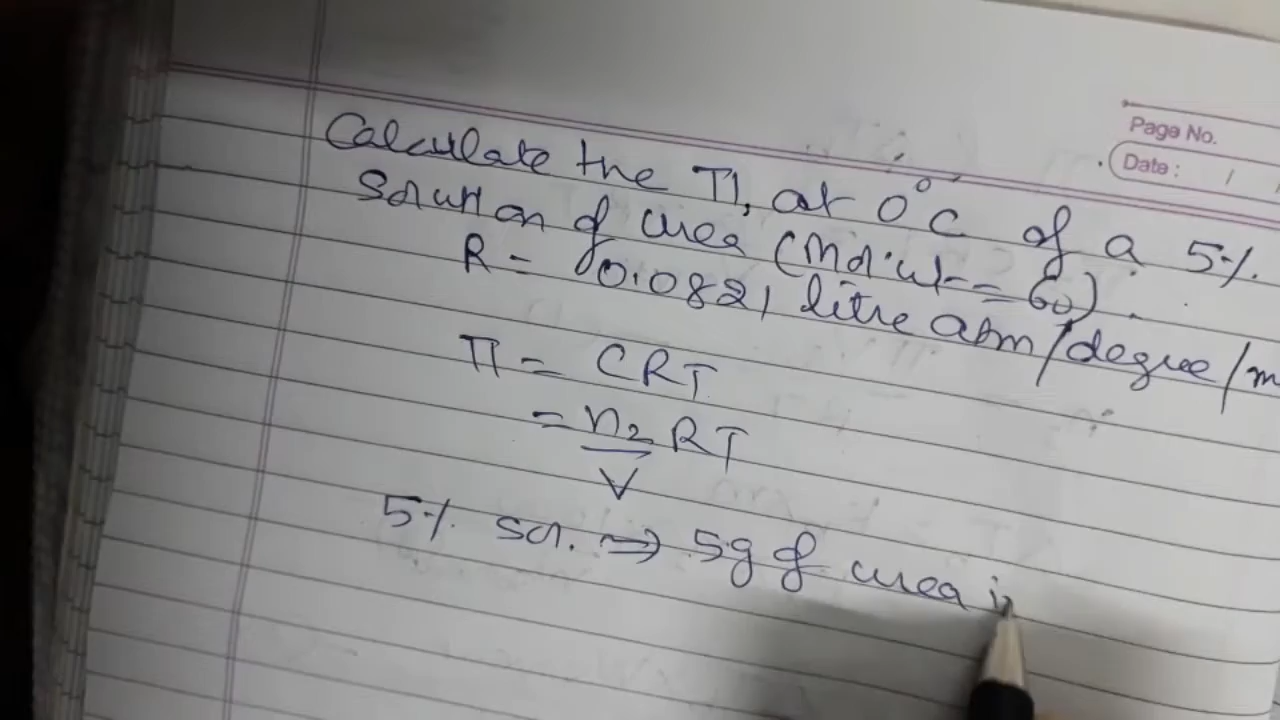 Page No.
Date : / /
Calculate the π, at 0°C of a 5%
solution of urea (Mol. wt = 60).
R = 0.0821 litre atm/degree/m
π = CRT
= n₂ RT
V
5% sol. ⇒ 5g of urea in